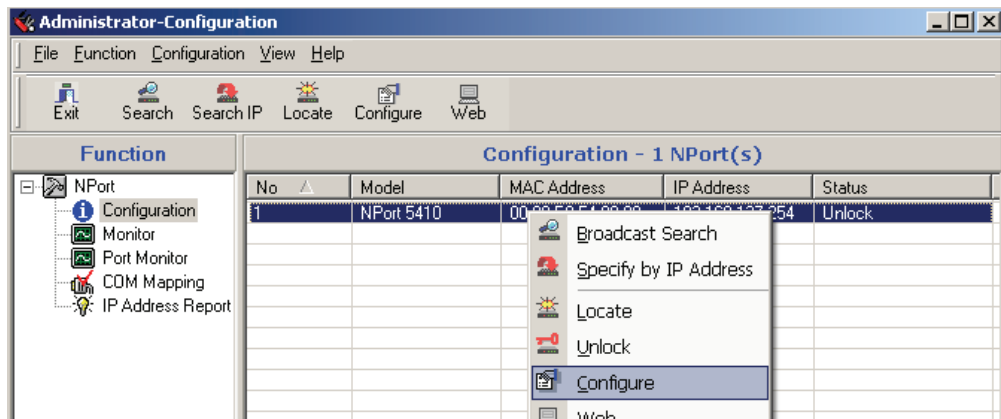 Administrator-Configuration
File Function Configuration View Help
Exit Search Search IP Locate Configure Web
Function
Configuration - 1 NPort(s)
NPort
Configuration
Monitor
Port Monitor
COM Mapping
IP Address Report
No Model MAC Address IP Address Status
1 NPort 5410 254 Unlock
Broadcast Search
Specify by IP Address
Locate
Unlock
Configure
Web